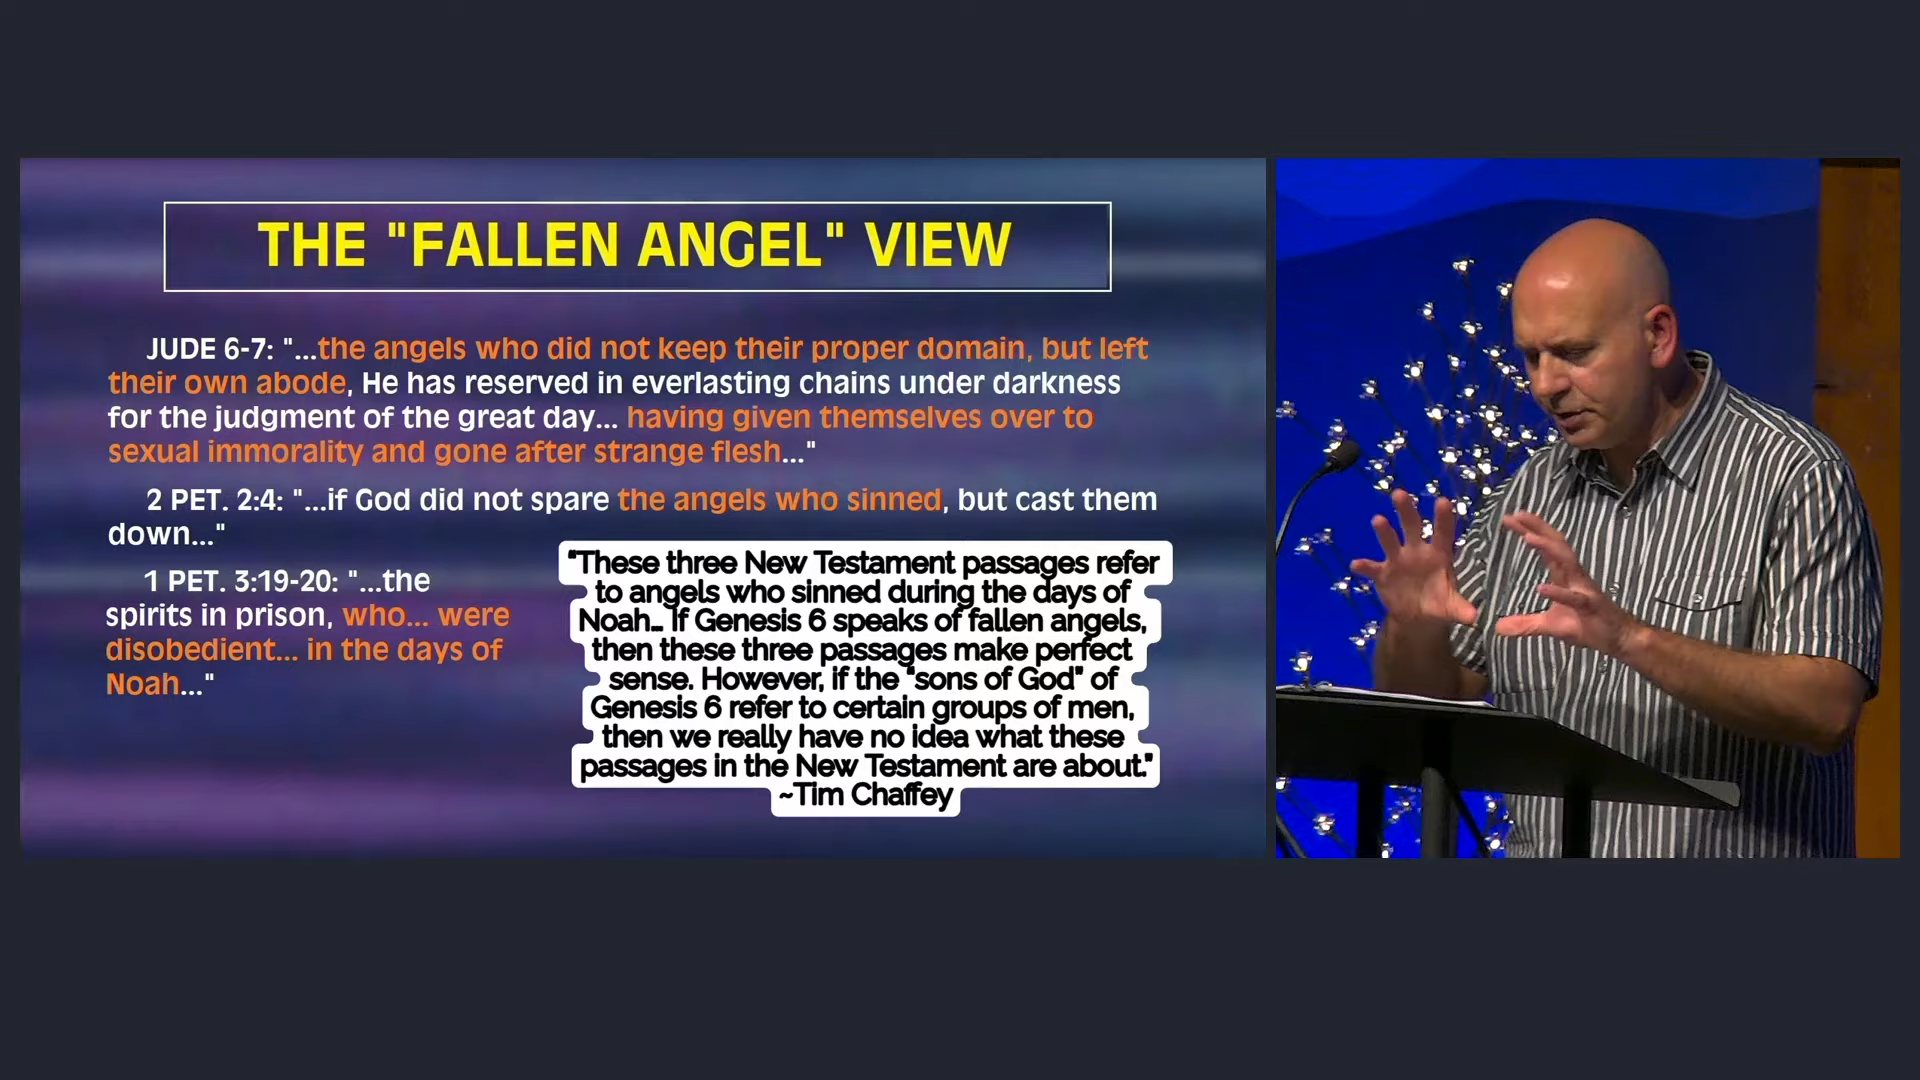 THE "FALLEN ANGEL" VIEW
JUDE 6-7: "...the angels who did not keep their proper domain, but left
their own abode, He has reserved in everlasting chains under darkness
for the judgment of the great day... having given themselves over to
sexual immorality and gone after strange flesh..."
2 PET. 2:4: "...if God did not spare the angels who sinned, but cast them
down..."
1 PET. 3:19-20: "...the
spirits in prison, who... were
disobedient... in the days of
Noah..."
"These three New Testament passages refer
to angels who sinned during the days of
Noah... If Genesis 6 speaks of fallen angels,
then these three passages make perfect
sense. However, if the "sons of God" of
Genesis 6 refer to certain groups of men,
then we really have no idea what these
passages in the New Testament are about."
~Tim Chaffey